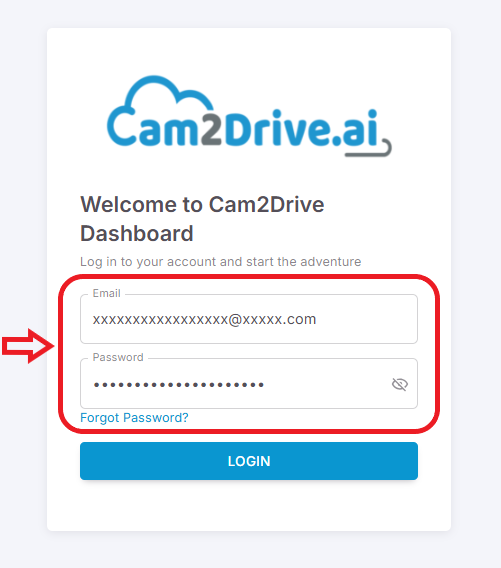 Cam2Drive.ai
Welcome to Cam2Drive
Dashboard
Log in to your account and start the adventure
Email
xxxxxxxxxxxxxxxxx@xxxxx.com
Password
•••••••••••••••••••••
Forgot Password?
LOGIN